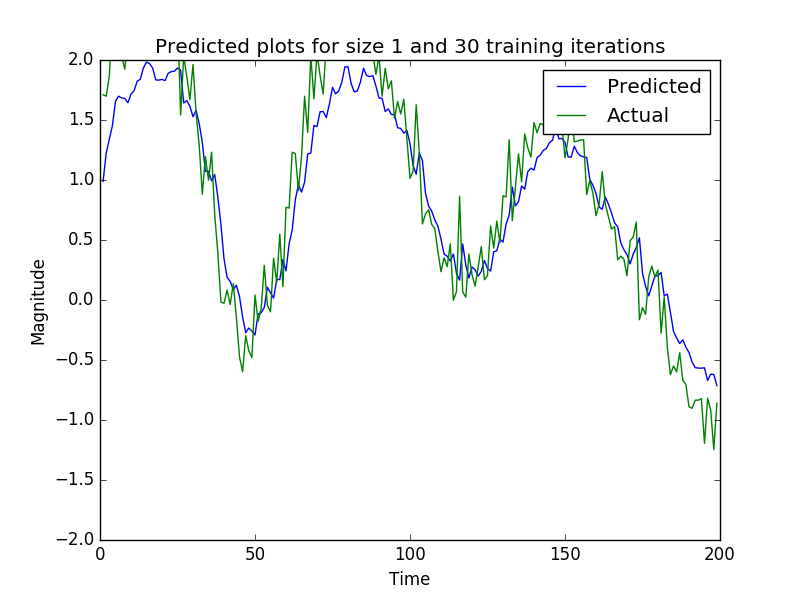 Predicted plots for size 1 and 30 training iterations
Predicted
Actual
2.0
1.5
1.0
0.5
0.0
−0.5
−1.0
−1.5
−2.0
Magnitude
0 50 100 150 200
Time